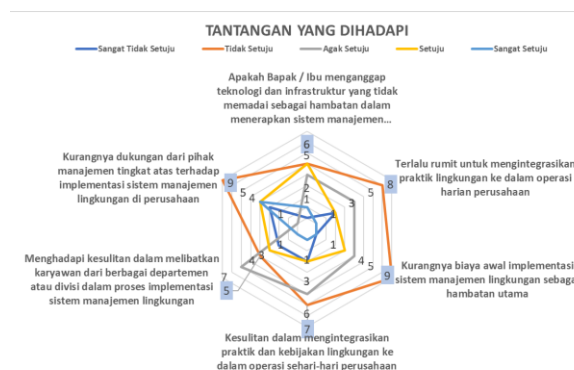 TANTANGAN YANG DIHADAPI
Sangat Tidak Setuju Tidak Setuju Agak Setuju Setuju Sangat Setuju
Apakah Bapak / Ibu menganggap
teknologi dan infrastruktur yang tidak
memadai sebagai hambatan dalam
menerapkan sistem manajemen...
Terlalu rumit untuk mengintegrasikan
praktik lingkungan ke dalam operasi
harian perusahaan
Kurangnya biaya awal implementasi
sistem manajemen lingkungan sebaga
hambatan utama
Kesulitan dalam mengintegrasikan
praktik dan kebijakan lingkungan ke
dalam operasi sehari-hari perusahaan
Menghadapi kesulitan dalam melibatkan
karyawan dari berbagai departemen
atau divisi dalam proses implementasi
sistem manajemen lingkungan
Kurangnya dukungan dari pihak
manajemen tingkat atas terhadap
implementasi sistem manajemen
lingkungan di perusahaan
6
5
2
1
8
5
3
1
9
5
4
1
7
6
3
1
7
5
3
1
9
5
4
1